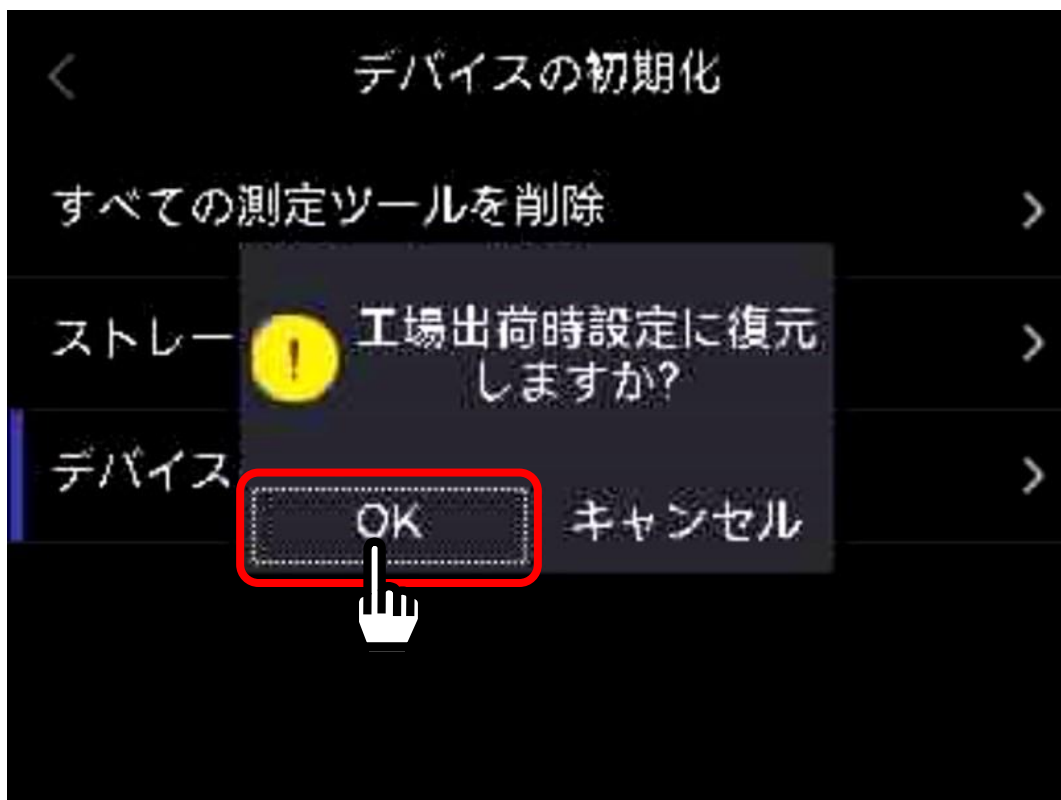 デバイスの初期化
すべての測定ツールを削除
ストレー
工場出荷時設定に復元
しますか?
デバイス
OK
キャンセル